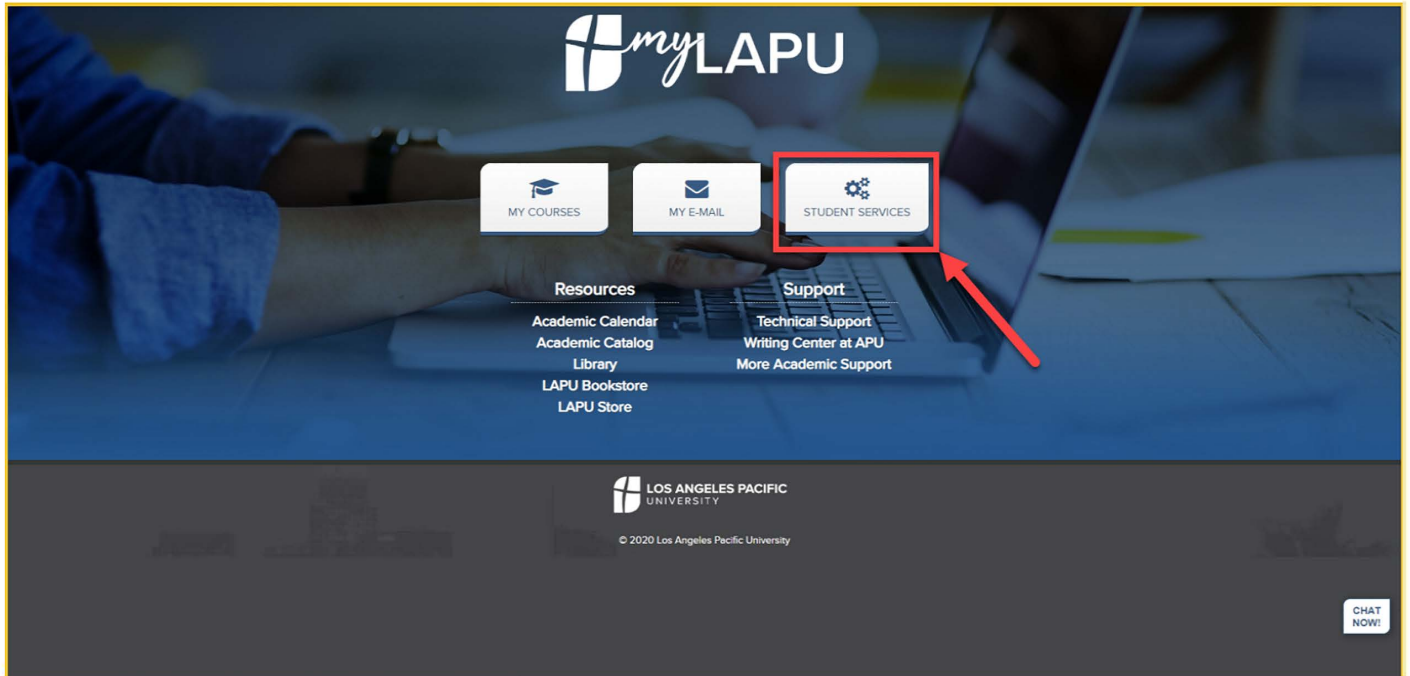 myLAPU
MY COURSES
MY E-MAIL
STUDENT SERVICES
Resources
Academic Calendar
Academic Catalog
Library
LAPU Bookstore
LAPU Store
Support
Technical Support
Writing Center at APU
More Academic Support
LOS ANGELES PACIFIC
UNIVERSITY
© 2020 Los Angeles Pacific University
CHAT
NOW!